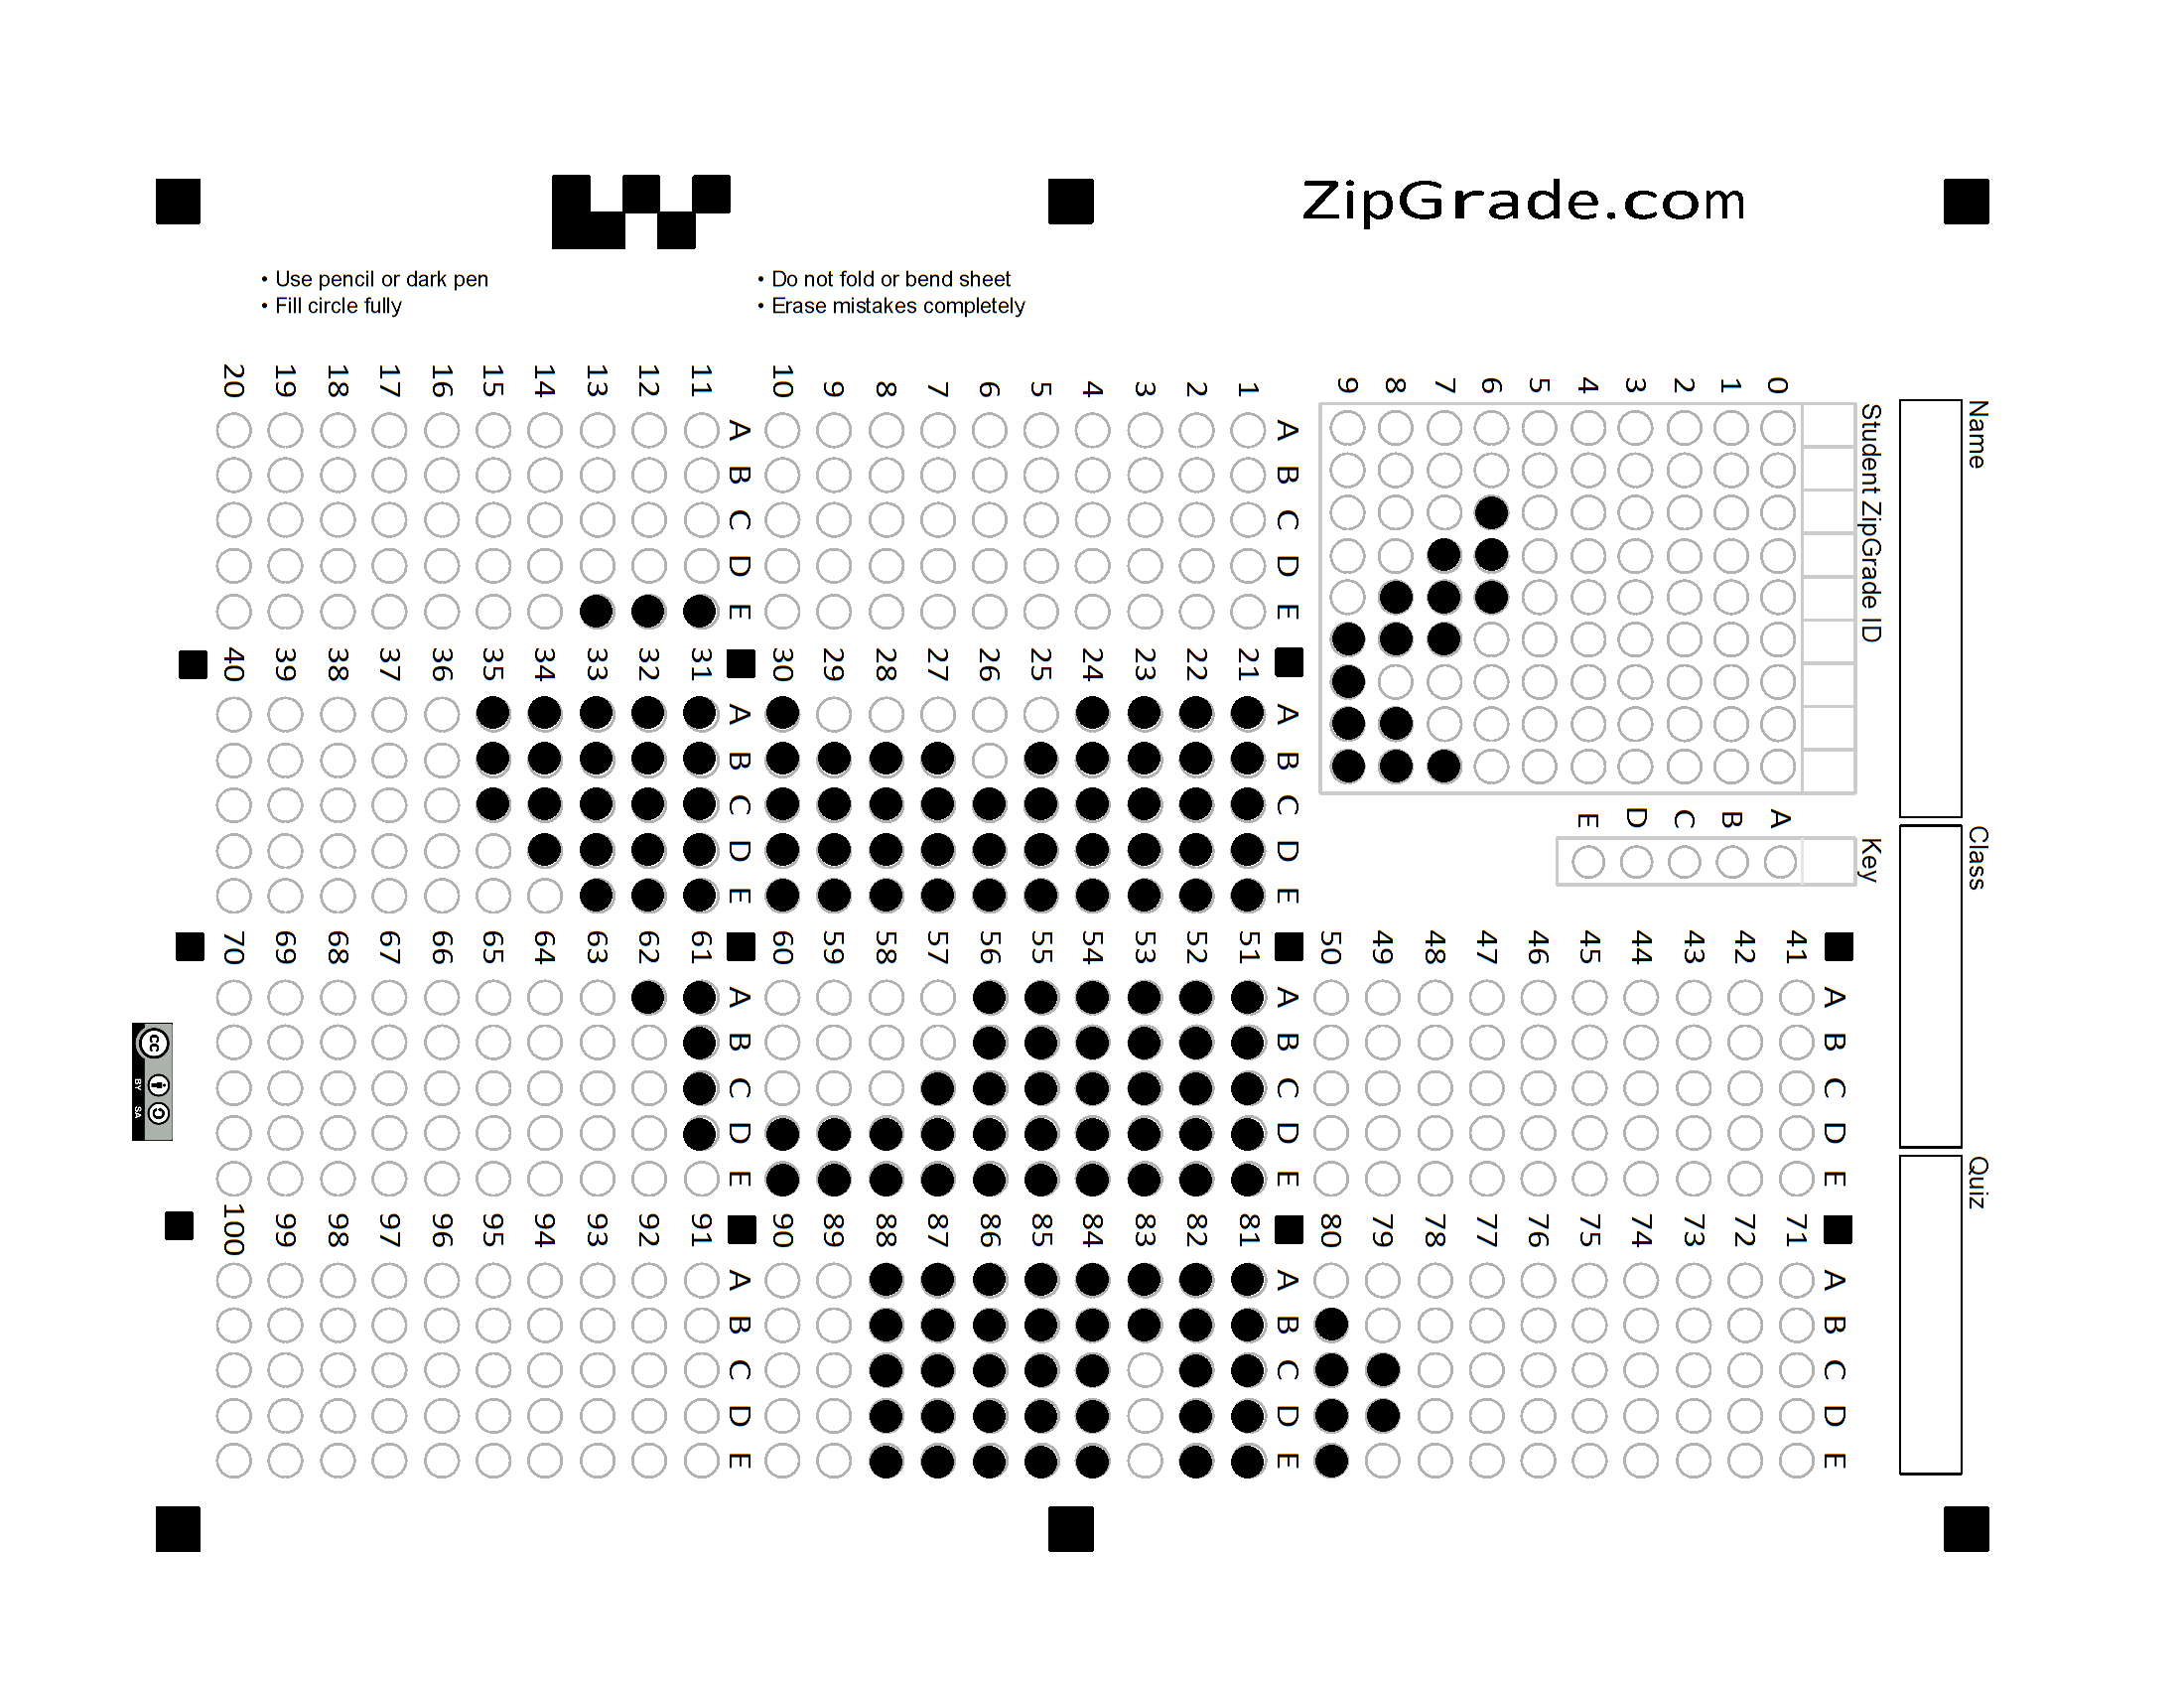 ZipGrade.com
• Use pencil or dark pen
• Fill circle fully
• Do not fold or bend sheet
• Erase mistakes completely
Name
Class
Quiz
Student ZipGrade ID
0 1 2 3 4 5 6 7 8 9
Key
A B C D E
A B C D E
1 2 3 4 5 6 7 8 9 10
A B C D E
11 12 13 14 15 16 17 18 19 20
A B C D E
21 22 23 24 25 26 27 28 29 30
A B C D E
31 32 33 34 35 36 37 38 39 40
A B C D E
41 42 43 44 45 46 47 48 49 50
A B C D E
51 52 53 54 55 56 57 58 59 60
A B C D E
61 62 63 64 65 66 67 68 69 70
A B C D E
71 72 73 74 75 76 77 78 79 80
A B C D E
81 82 83 84 85 86 87 88 89 90
A B C D E
91 92 93 94 95 96 97 98 99 100
cc BY SA